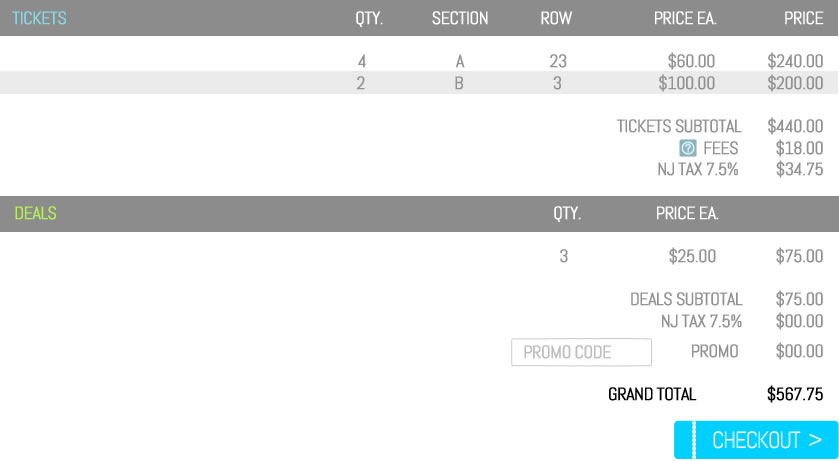 TICKETS QTY. SECTION ROW PRICE EA. PRICE
4 A 23 $60.00 $240.00
2 B 3 $100.00 $200.00
TICKETS SUBTOTAL $440.00
? FEES $18.00
NJ TAX 7.5% $34.75
DEALS QTY. PRICE EA.
3 $25.00 $75.00
DEALS SUBTOTAL $75.00
NJ TAX 7.5% $00.00
PROMO CODE PROMO $00.00
GRAND TOTAL $567.75
CHECKOUT >